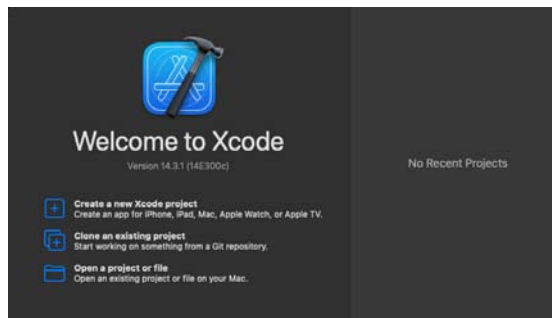 Welcome to Xcode
Version 14.3.1 (14E300c)
No Recent Projects
Create a new Xcode project
Create an app for iPhone, iPad, Mac, Apple Watch, or Apple TV.
Clone an existing project
Start working on something from a Git repository.
Open a project or file
Open an existing project or file on your Mac.